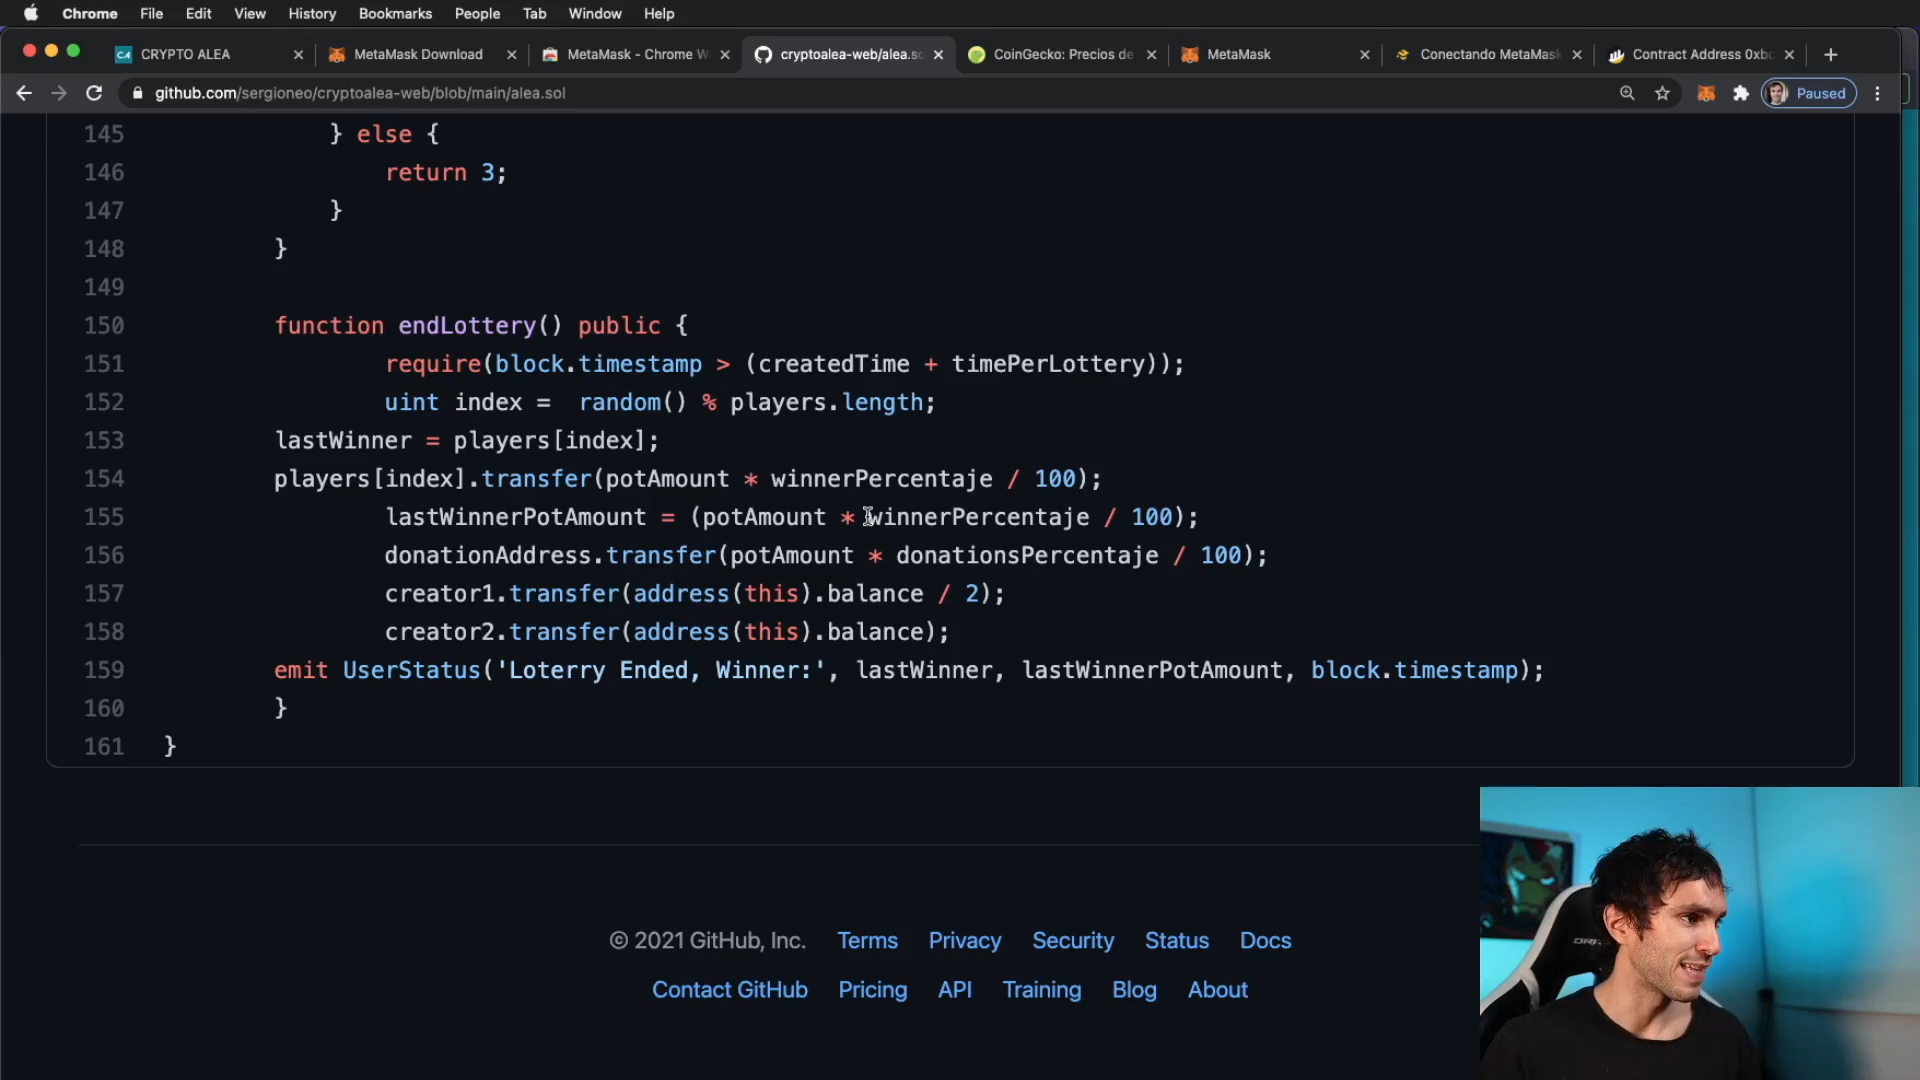 Chrome File Edit View History Bookmarks People Tab Window Help
CRYPTO ALEA MetaMask Download MetaMask - Chrome W cryptoalea-web/alea.so CoinGecko: Precios de MetaMask Conectando MetaMask Contract Address 0xbc
github.com/sergioneo/cryptoalea-web/blob/main/alea.sol Paused
145 } else {
146 return 3;
147 }
148 }
149
150 function endLottery() public {
151 require(block.timestamp > (createdTime + timePerLottery));
152 uint index = random() % players.length;
153 lastWinner = players[index];
154 players[index].transfer(potAmount * winnerPercentaje / 100);
155 lastWinnerPotAmount = (potAmount * winnerPercentaje / 100);
156 donationAddress.transfer(potAmount * donationsPercentaje / 100);
157 creator1.transfer(address(this).balance / 2);
158 creator2.transfer(address(this).balance);
159 emit UserStatus('Loterry Ended, Winner:', lastWinner, lastWinnerPotAmount, block.timestamp);
160 }
161 }
© 2021 GitHub, Inc. Terms Privacy Security Status Docs
Contact GitHub Pricing API Training Blog About